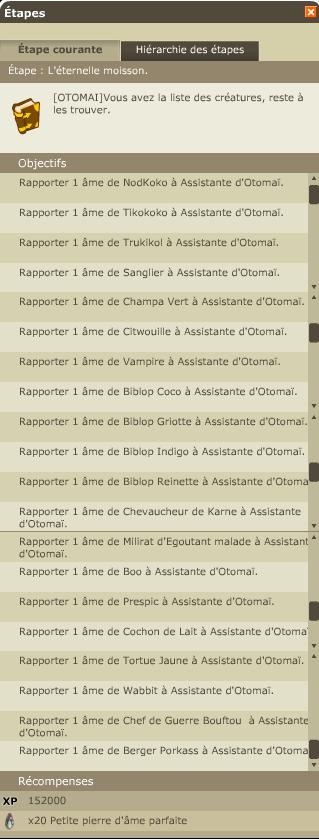 Étapes
Étape courante
Hiérarchie des étapes
Étape : L'éternelle moisson.
[OTOMAI]Vous avez la liste des créatures, reste à
les trouver.
Objectifs
Rapporter 1 âme de NodKoko à Assistante d'Otomaï.
Rapporter 1 âme de Tikokoko à Assistante d'Otomaï.
Rapporter 1 âme de Trukikol à Assistante d'Otomaï.
Rapporter 1 âme de Sanglier à Assistante d'Otomaï.
Rapporter 1 âme de Champa Vert à Assistante d'Otomaï.
Rapporter 1 âme de Citwouille à Assistante d'Otomaï.
Rapporter 1 âme de Vampire à Assistante d'Otomaï.
Rapporter 1 âme de Biblop Coco à Assistante d'Otomaï.
Rapporter 1 âme de Biblop Griotte à Assistante d'Otomaï.
Rapporter 1 âme de Biblop Indigo à Assistante d'Otomaï.
Rapporter 1 âme de Biblop Reinette à Assistante d'Otoma
Rapporter 1 âme de Chevaucheur de Karne à Assistante
d'Otomaï.
Rapporter 1 âme de Milirat d'Egoutant malade à Assistant
d'Otomaï.
Rapporter 1 âme de Boo à Assistante d'Otomaï.
Rapporter 1 âme de Prespic à Assistante d'Otomaï.
Rapporter 1 âme de Cochon de Lait à Assistante d'Otoma
Rapporter 1 âme de Tortue Jaune à Assistante d'Otomaï.
Rapporter 1 âme de Wabbit à Assistante d'Otomaï.
Rapporter 1 âme de Chef de Guerre Bouftou à Assistante
d'Otomaï.
Rapporter 1 âme de Berger Porkass à Assistante d'Otoma
Récompenses
XP 152000
x20 Petite pierre d'âme parfaite